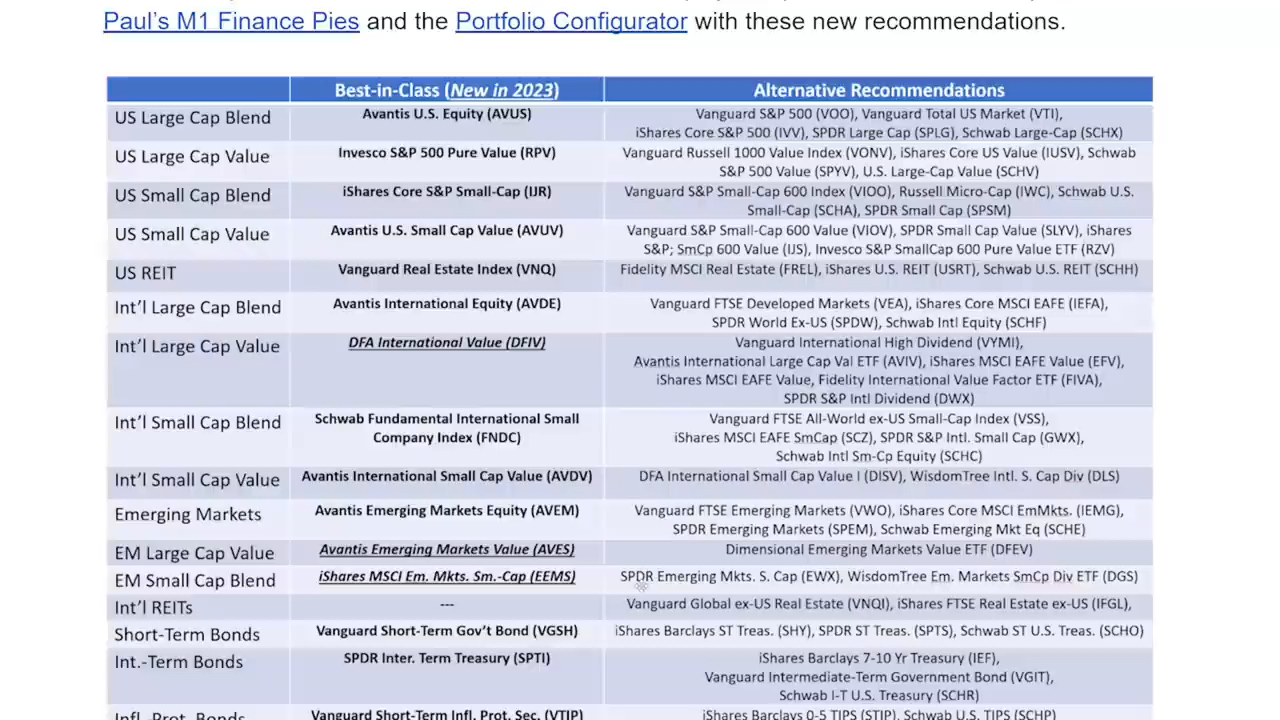 Paul's M1 Finance Pies and the Portfolio Configurator with these new recommendations.
Best-in-Class (New in 2023)
Alternative Recommendations
US Large Cap Blend
Avantis U.S. Equity (AVUS)
Vanguard S&P 500 (VOO), Vanguard Total US Market (VTI),
iShares Core S&P 500 (IVV), SPDR Large Cap (SPLG), Schwab Large-Cap (SCHX)
US Large Cap Value
Invesco S&P 500 Pure Value (RPV)
Vanguard Russell 1000 Value Index (VONV), iShares Core US Value (IUSV), Schwab
S&P 500 Value (SPYV), U.S. Large-Cap Value (SCHV)
US Small Cap Blend
iShares Core S&P Small-Cap (IJR)
Vanguard S&P Small-Cap 600 Index (VIOO), Russell Micro-Cap (IWC), Schwab U.S.
Small-Cap (SCHA), SPDR Small Cap (SPSM)
US Small Cap Value
Avantis U.S. Small Cap Value (AVUV)
Vanguard S&P Small-Cap 600 Value (VIOV), SPDR Small Cap Value (SLYV), iShares
S&P; SmCp 600 Value (IJS), Invesco S&P SmallCap 600 Pure Value ETF (RZV)
US REIT
Vanguard Real Estate Index (VNQ)
Fidelity MSCI Real Estate (FREL), iShares U.S. REIT (USRT), Schwab U.S. REIT (SCHH)
Int'l Large Cap Blend
Avantis International Equity (AVDE)
Vanguard FTSE Developed Markets (VEA), iShares Core MSCI EAFE (IEFA),
SPDR World Ex-US (SPDW), Schwab Intl Equity (SCHF)
Int'l Large Cap Value
DFA International Value (DFIV)
Vanguard International High Dividend (VYMI),
Avantis International Large Cap Val ETF (AVIV), iShares MSCI EAFE Value (EFV),
iShares MSCI EAFE Value, Fidelity International Value Factor ETF (FIVA),
SPDR S&P Intl Dividend (DWX)
Int'l Small Cap Blend
Schwab Fundamental International Small
Company Index (FNDC)
Vanguard FTSE All-World ex-US Small-Cap Index (VSS),
iShares MSCI EAFE SmCap (SCZ), SPDR S&P Intl. Small Cap (GWX),
Schwab Intl Sm-Cp Equity (SCHC)
Int'l Small Cap Value
Avantis International Small Cap Value (AVDV)
DFA International Small Cap Value I (DISV), WisdomTree Intl. S. Cap Div (DLS)
Emerging Markets
Avantis Emerging Markets Equity (AVEM)
Vanguard FTSE Emerging Markets (VWO), iShares Core MSCI EmMkts. (IEMG),
SPDR Emerging Markets (SPEM), Schwab Emerging Mkt Eq (SCHE)
EM Large Cap Value
Avantis Emerging Markets Value (AVES)
Dimensional Emerging Markets Value ETF (DFEV)
EM Small Cap Blend
iShares MSCI Em. Mkts. Sm.-Cap (EEMS)
SPDR Emerging Mkts. S. Cap (EWX), WisdomTree Em. Markets SmCp Div ETF (DGS)
Int'l REITs
---
Vanguard Global ex-US Real Estate (VNQI), iShares FTSE Real Estate ex-US (IFGL),
Short-Term Bonds
Vanguard Short-Term Gov't Bond (VGSH)
iShares Barclays ST Treas. (SHY), SPDR ST Treas. (SPTS), Schwab ST U.S. Treas. (SCHO)
Int.-Term Bonds
SPDR Inter. Term Treasury (SPTI)
iShares Barclays 7-10 Yr Treasury (IEF),
Vanguard Intermediate-Term Government Bond (VGIT),
Schwab I-T U.S. Treasury (SCHR)
Infl.-Prot. Bonds
Vanguard Short-Term Infl. Prot. Sec. (VTIP)
iShares Barclays 0-5 TIPS (STIP), Schwab U.S. TIPS (SCHP)